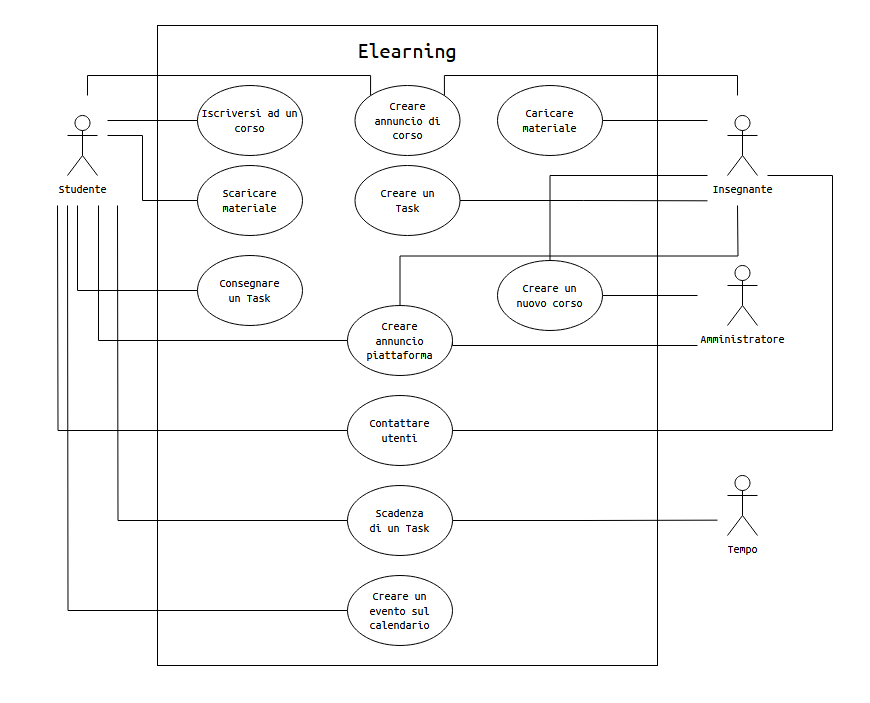 Elearning
Iscriversi ad un
corso
Creare
annuncio di
corso
Caricare
materiale
Studente
Scaricare
materiale
Creare un
Task
Insegnante
Consegnare
un Task
Creare un
nuovo corso
Creare
annuncio
piattaforma
Amministratore
Contattare
utenti
Scadenza
di un Task
Tempo
Creare un
evento sul
calendario